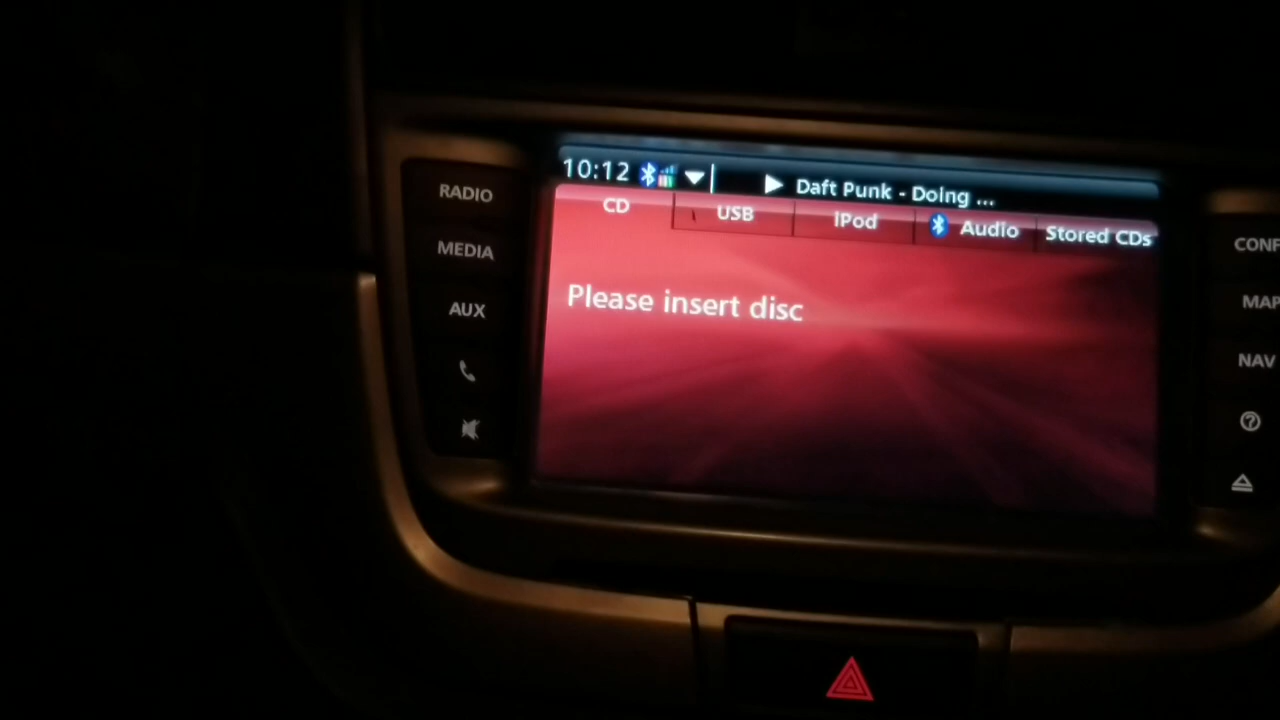 10:12 Daft Punk - Doing ...
CD USB iPod Audio Stored CDs
Please insert disc
RADIO
MEDIA
AUX
CONF
MAP
NAV